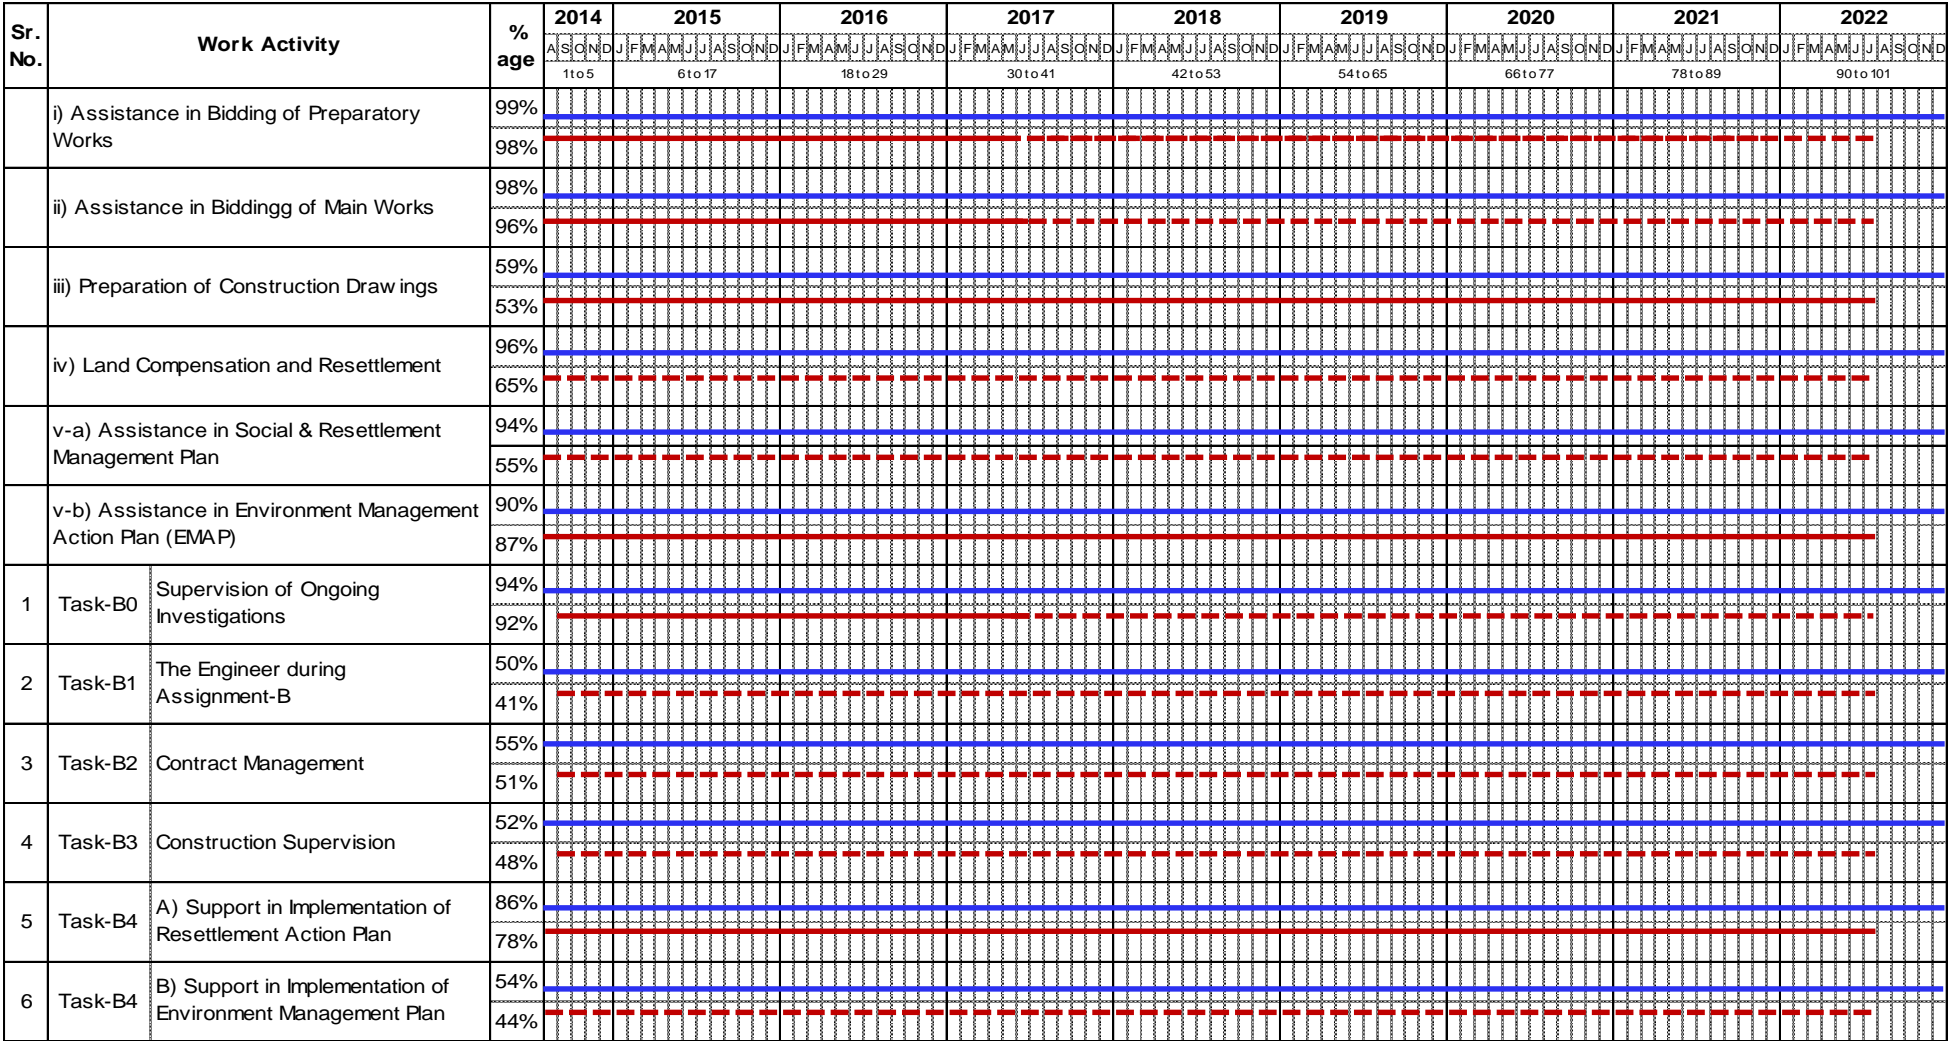 Sr. No.
Work Activity
% age
2014 2015 2016 2017 2018 2019 2020 2021 2022
A S O N D J F M A M J J A S O N D J F M A M J J A S O N D J F M A M J J A S O N D J F M A M J J A S O N D J F M A M J J A S O N D J F M A M J J A S O N D J F M A M J J A S O N D J F M A M J J A S O N D
1 to 5 6 to 17 18 to 29 30 to 41 42 to 53 54 to 65 66 to 77 78 to 89 90 to 101
i) Assistance in Bidding of Preparatory
Works
99%
98%
ii) Assistance in Biddingg of Main Works
98%
96%
iii) Preparation of Construction Drawings
59%
53%
iv) Land Compensation and Resettlement
96%
65%
v-a) Assistance in Social & Resettlement
Management Plan
94%
55%
v-b) Assistance in Environment Management
Action Plan (EMAP)
90%
87%
1 Task-B0 Supervision of Ongoing
Investigations
94%
92%
2 Task-B1 The Engineer during
Assignment-B
50%
41%
3 Task-B2 Contract Management
55%
51%
4 Task-B3 Construction Supervision
52%
48%
5 Task-B4 A) Support in Implementation of
Resettlement Action Plan
86%
78%
6 Task-B4 B) Support in Implementation of
Environment Management Plan
54%
44%